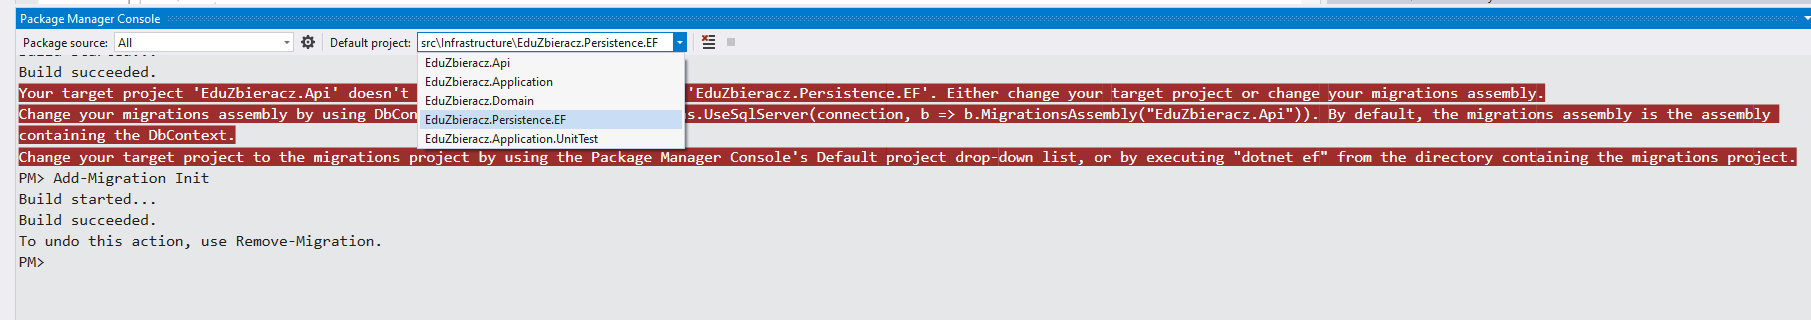 Package Manager Console
Package source: All Default project: src\Infrastructure\EduZbieracz.Persistence.EF
EduZbieracz.Api
EduZbieracz.Application
EduZbieracz.Domain
EduZbieracz.Persistence.EF
EduZbieracz.Application.UnitTest
Build succeeded.
Your target project 'EduZbieracz.Api' doesn't 'EduZbieracz.Persistence.EF'. Either change your target project or change your migrations assembly.
Change your migrations assembly by using DbCon s.UseSqlServer(connection, b => b.MigrationsAssembly("EduZbieracz.Api")). By default, the migrations assembly is the assembly
containing the DbContext.
Change your target project to the migrations project by using the Package Manager Console's Default project drop-down list, or by executing "dotnet ef" from the directory containing the migrations project.
PM> Add-Migration Init
Build started...
Build succeeded.
To undo this action, use Remove-Migration.
PM>